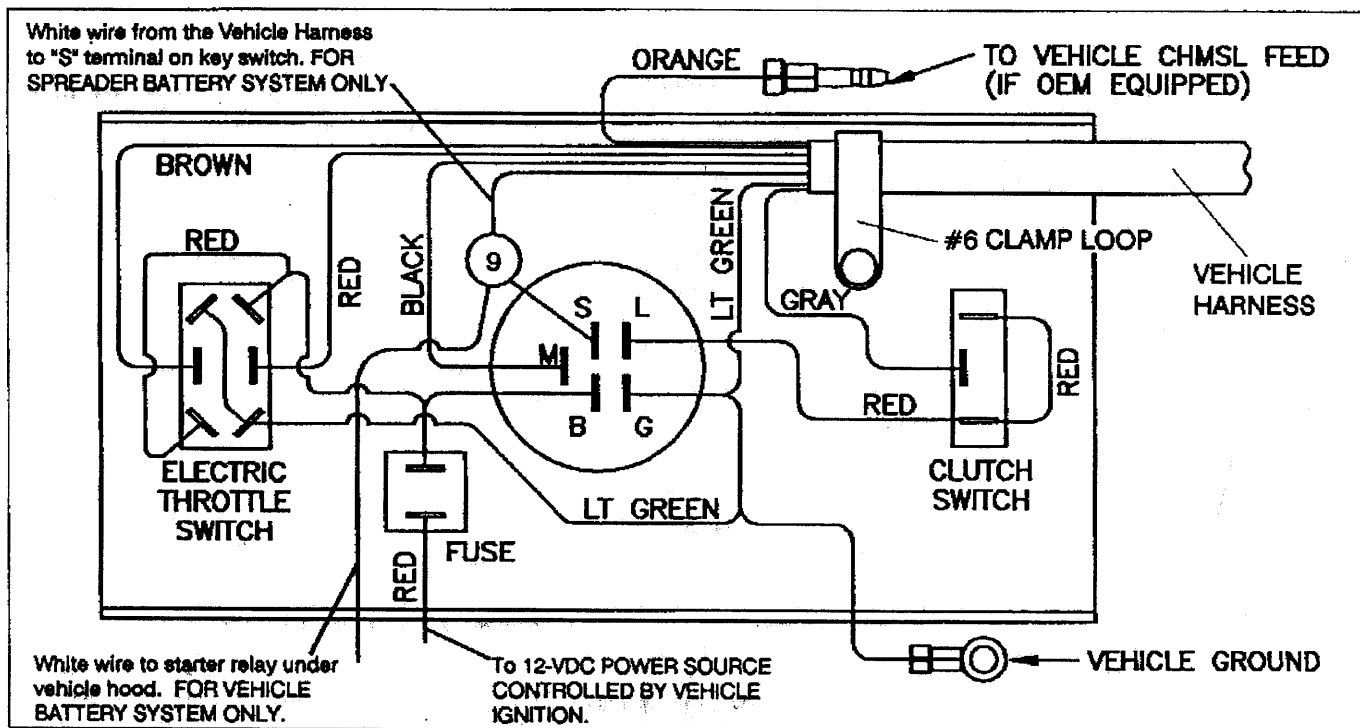 White wire from the Vehicle Harness
to "S" terminal on key switch. FOR
SPREADER BATTERY SYSTEM ONLY
ORANGE
TO VEHICLE CHMSL FEED
(IF OEM EQUIPPED)
BROWN
RED
RED
BLACK
9
LT GREEN
#6 CLAMP LOOP
VEHICLE
HARNESS
GRAY
S
L
M
B
G
RED
RED
ELECTRIC
THROTTLE
SWITCH
CLUTCH
SWITCH
LT GREEN
FUSE
RED
White wire to starter relay under
vehicle hood. FOR VEHICLE
BATTERY SYSTEM ONLY.
To 12-VDC POWER SOURCE
CONTROLLED BY VEHICLE
IGNITION.
VEHICLE GROUND